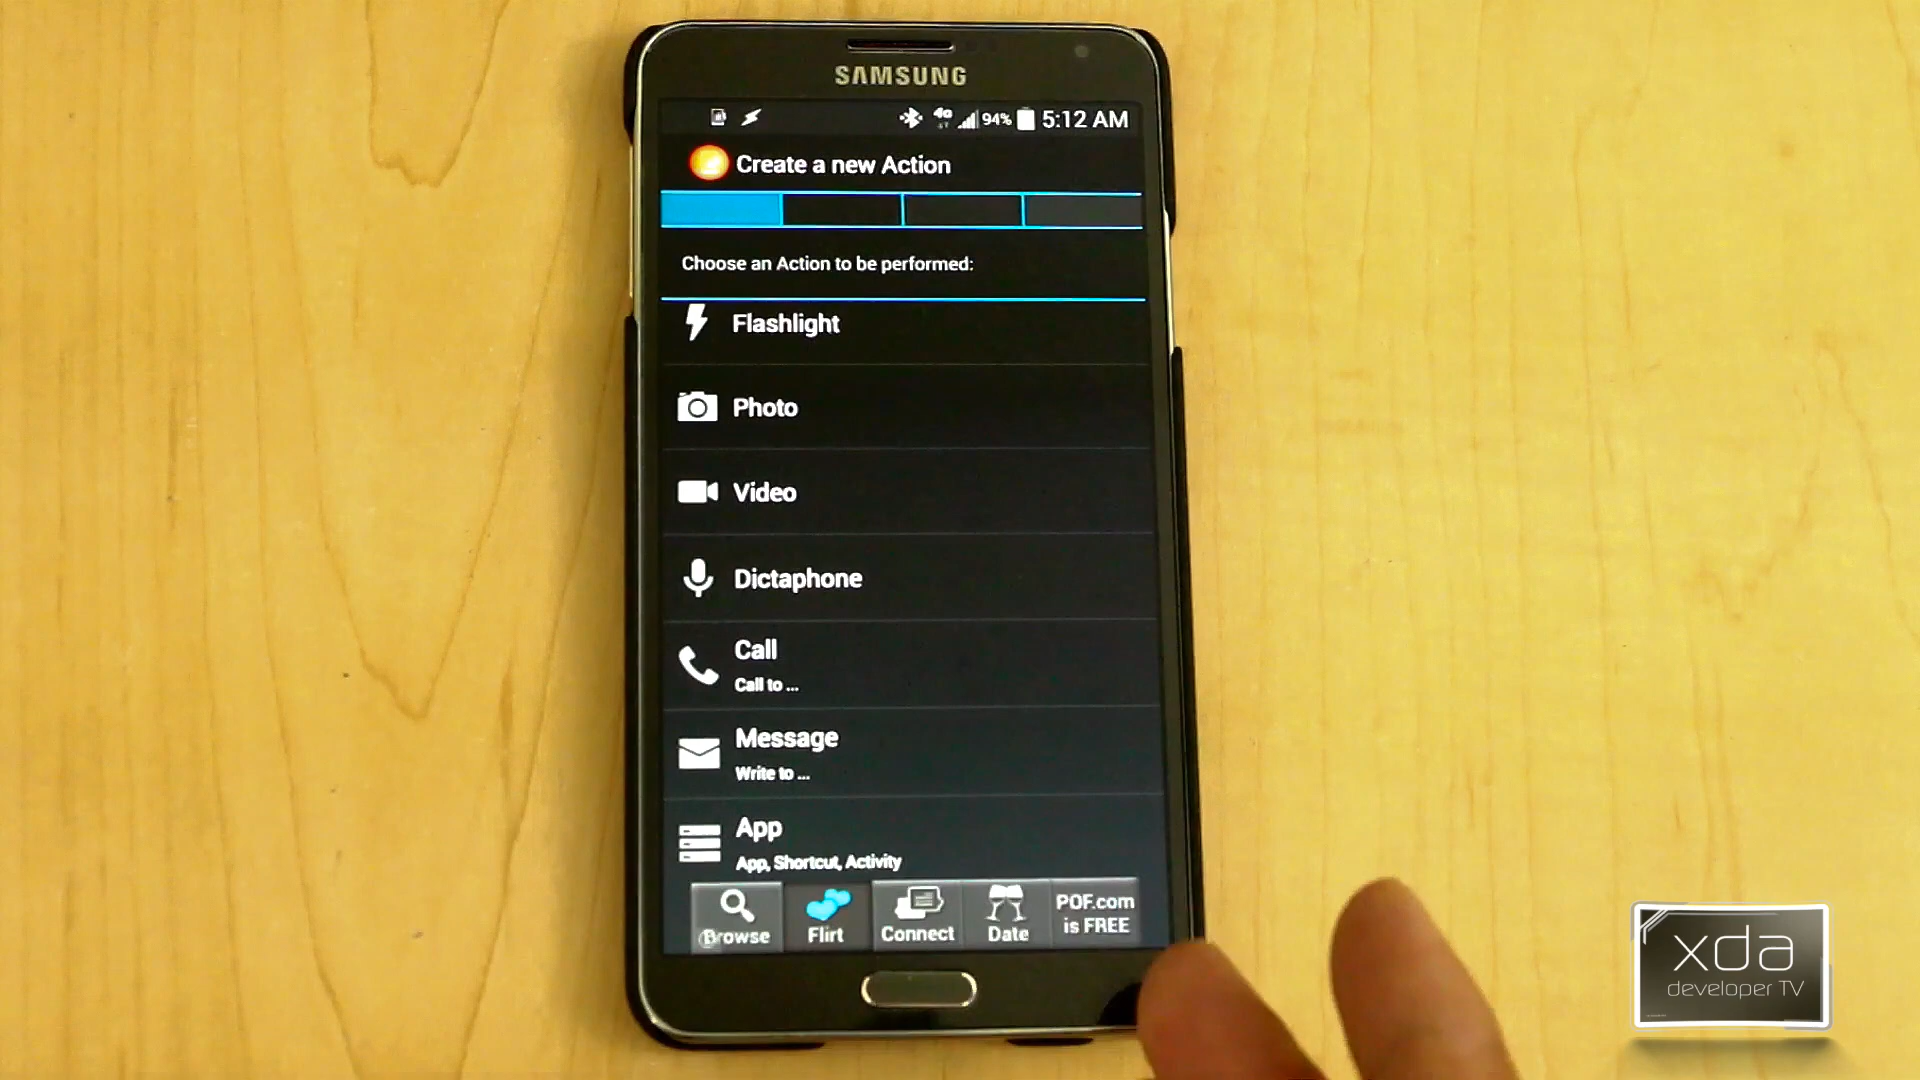 SAMSUNG
4G 94% 5:12 AM
Create a new Action
Choose an Action to be performed:
Flashlight
Photo
Video
Dictaphone
Call
Call to ...
Message
Write to ...
App
App, Shortcut, Activity
Browse
Flirt
Connect
Date
POF.com
is FREE
xda
developer TV